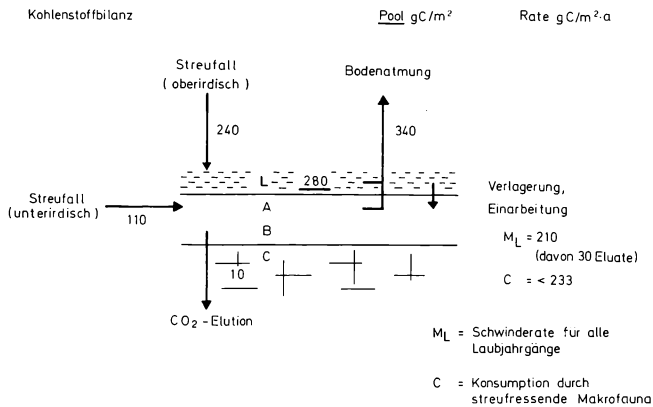 Kohlenstoffbilanz
Pool gC/m²
Rate gC/m²·a
Streufall
(oberirdisch)
Bodenatmung
240
340
L
280
Streufall
(unterirdisch)
110
A
B
C
10
CO₂-Elution
Verlagerung,
Einarbeitung
M_L = 210
(davon 30 Eluate)
C = < 233
M_L = Schwinderate für alle
Laubjahrgänge
C = Konsumption durch
streufressende Makrofauna